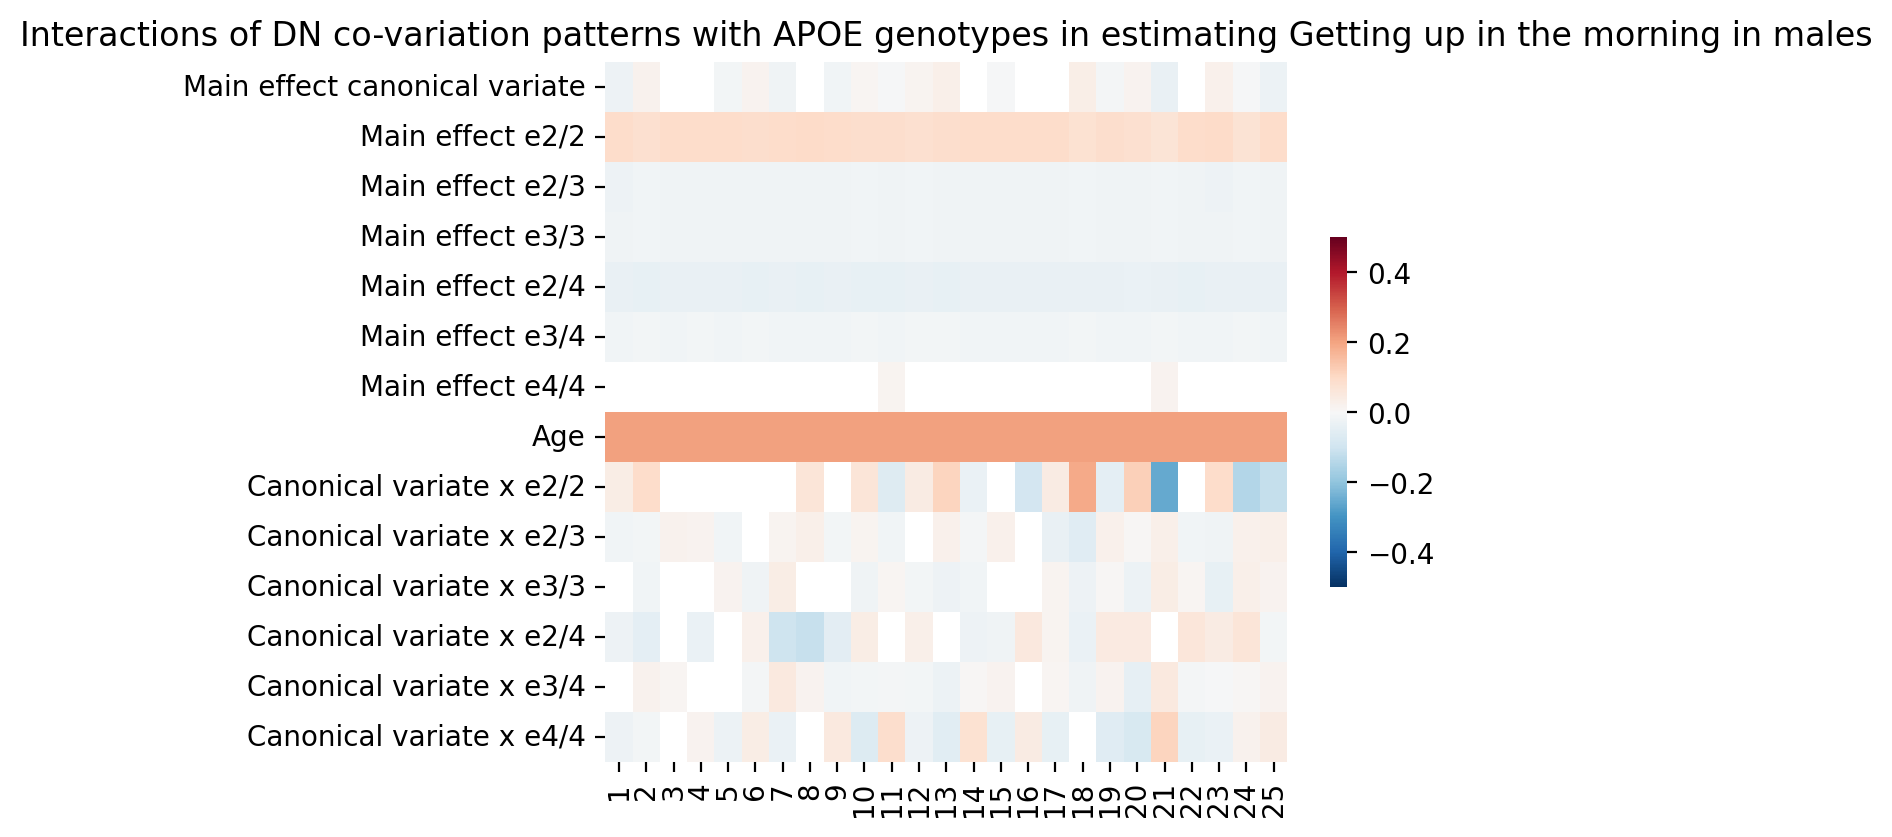 Interactions of DN co-variation patterns with APOE genotypes in estimating Getting up in the morning in males
Main effect canonical variate
Main effect e2/2
Main effect e2/3
Main effect e3/3
Main effect e2/4
Main effect e3/4
Main effect e4/4
Age
Canonical variate x e2/2
Canonical variate x e2/3
Canonical variate x e3/3
Canonical variate x e2/4
Canonical variate x e3/4
Canonical variate x e4/4
1 2 3 4 5 6 7 8 9 10 11 12 13 14 15 16 17 18 19 20 21 22 23 24 25
0.4
0.2
0.0
−0.2
−0.4